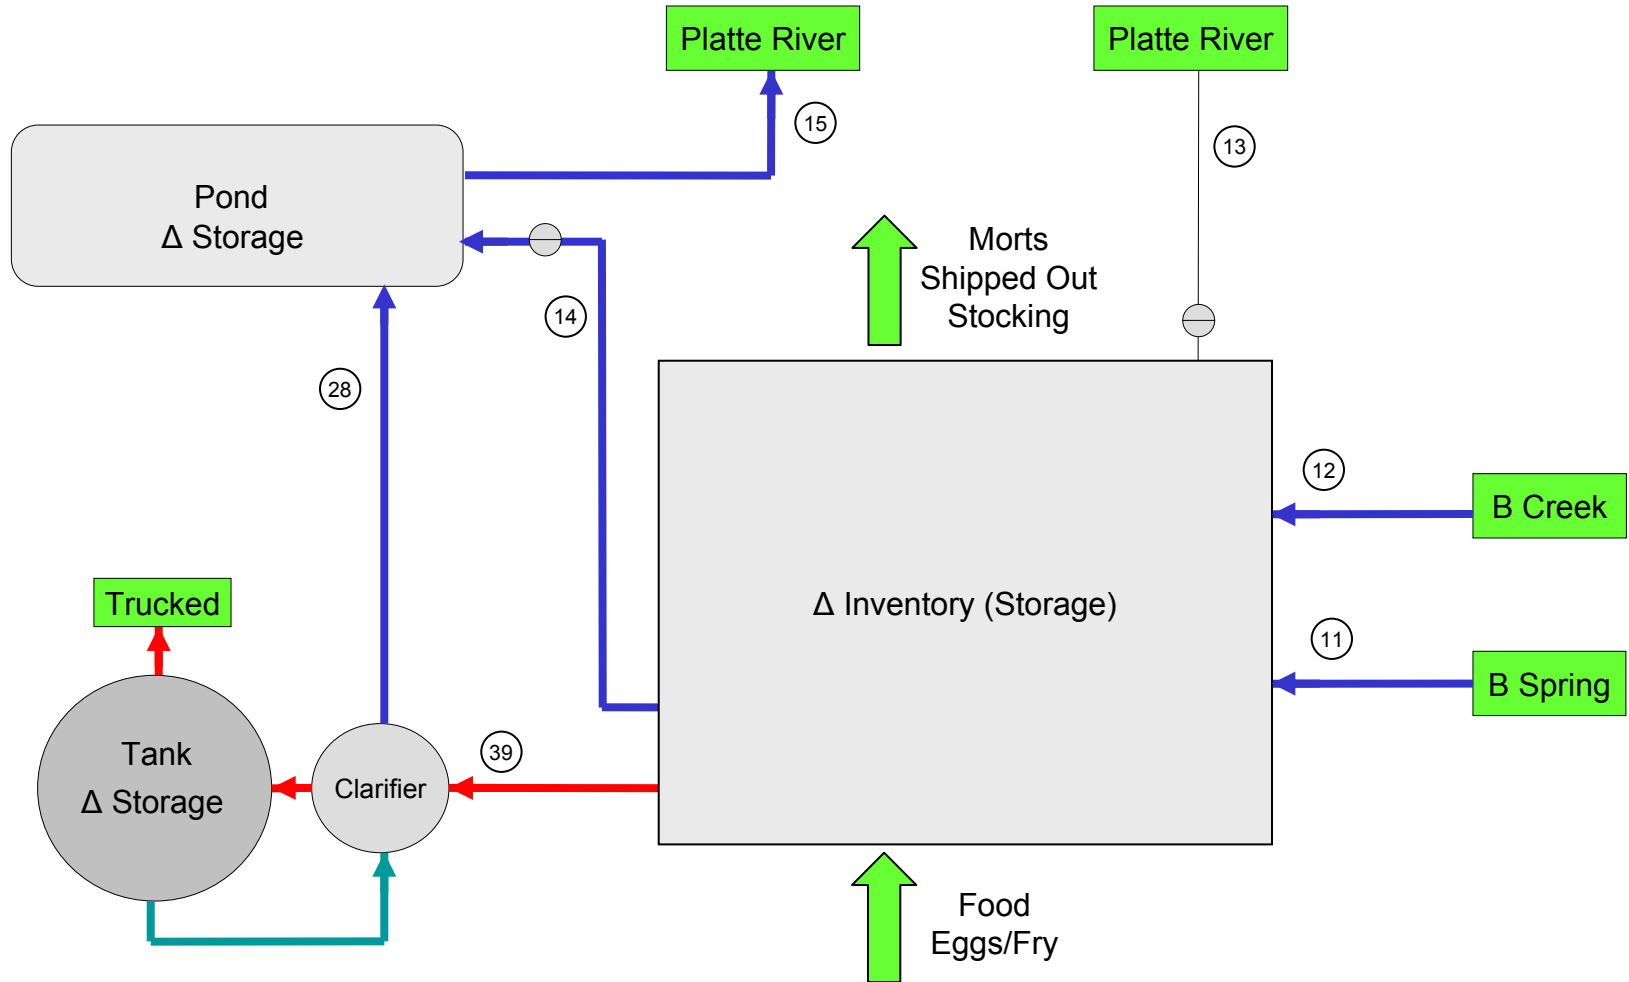 Platte River
Platte River
15
13
Pond
Δ Storage
Morts
Shipped Out
Stocking
14
28
12
B Creek
Trucked
Δ Inventory (Storage)
11
B Spring
39
Tank
Δ Storage
Clarifier
Food
Eggs/Fry